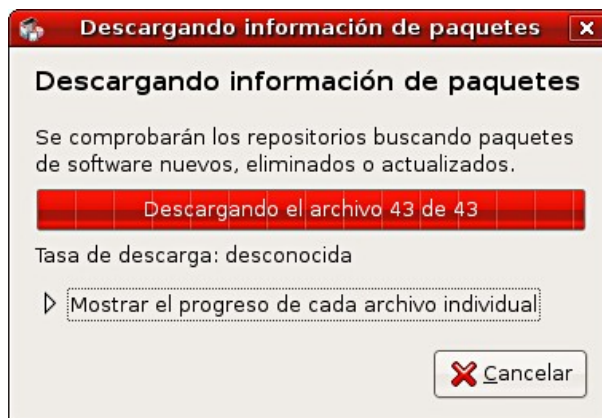 Descargando información de paquetes
Descargando información de paquetes
Se comprobarán los repositorios buscando paquetes
de software nuevos, eliminados o actualizados.
Descargando el archivo 43 de 43
Tasa de descarga: desconocida
Mostrar el progreso de cada archivo individual
Cancelar